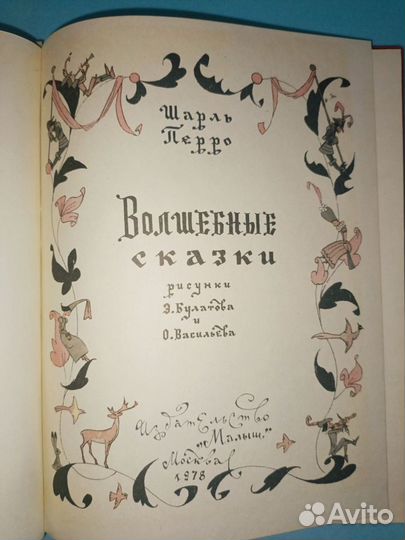 Шарль
Перро
Волшебные
сказки
рисунки
Э. Булатова
и
О. Васильева
Издательство
„Малыш"
Москва
1978
Avito